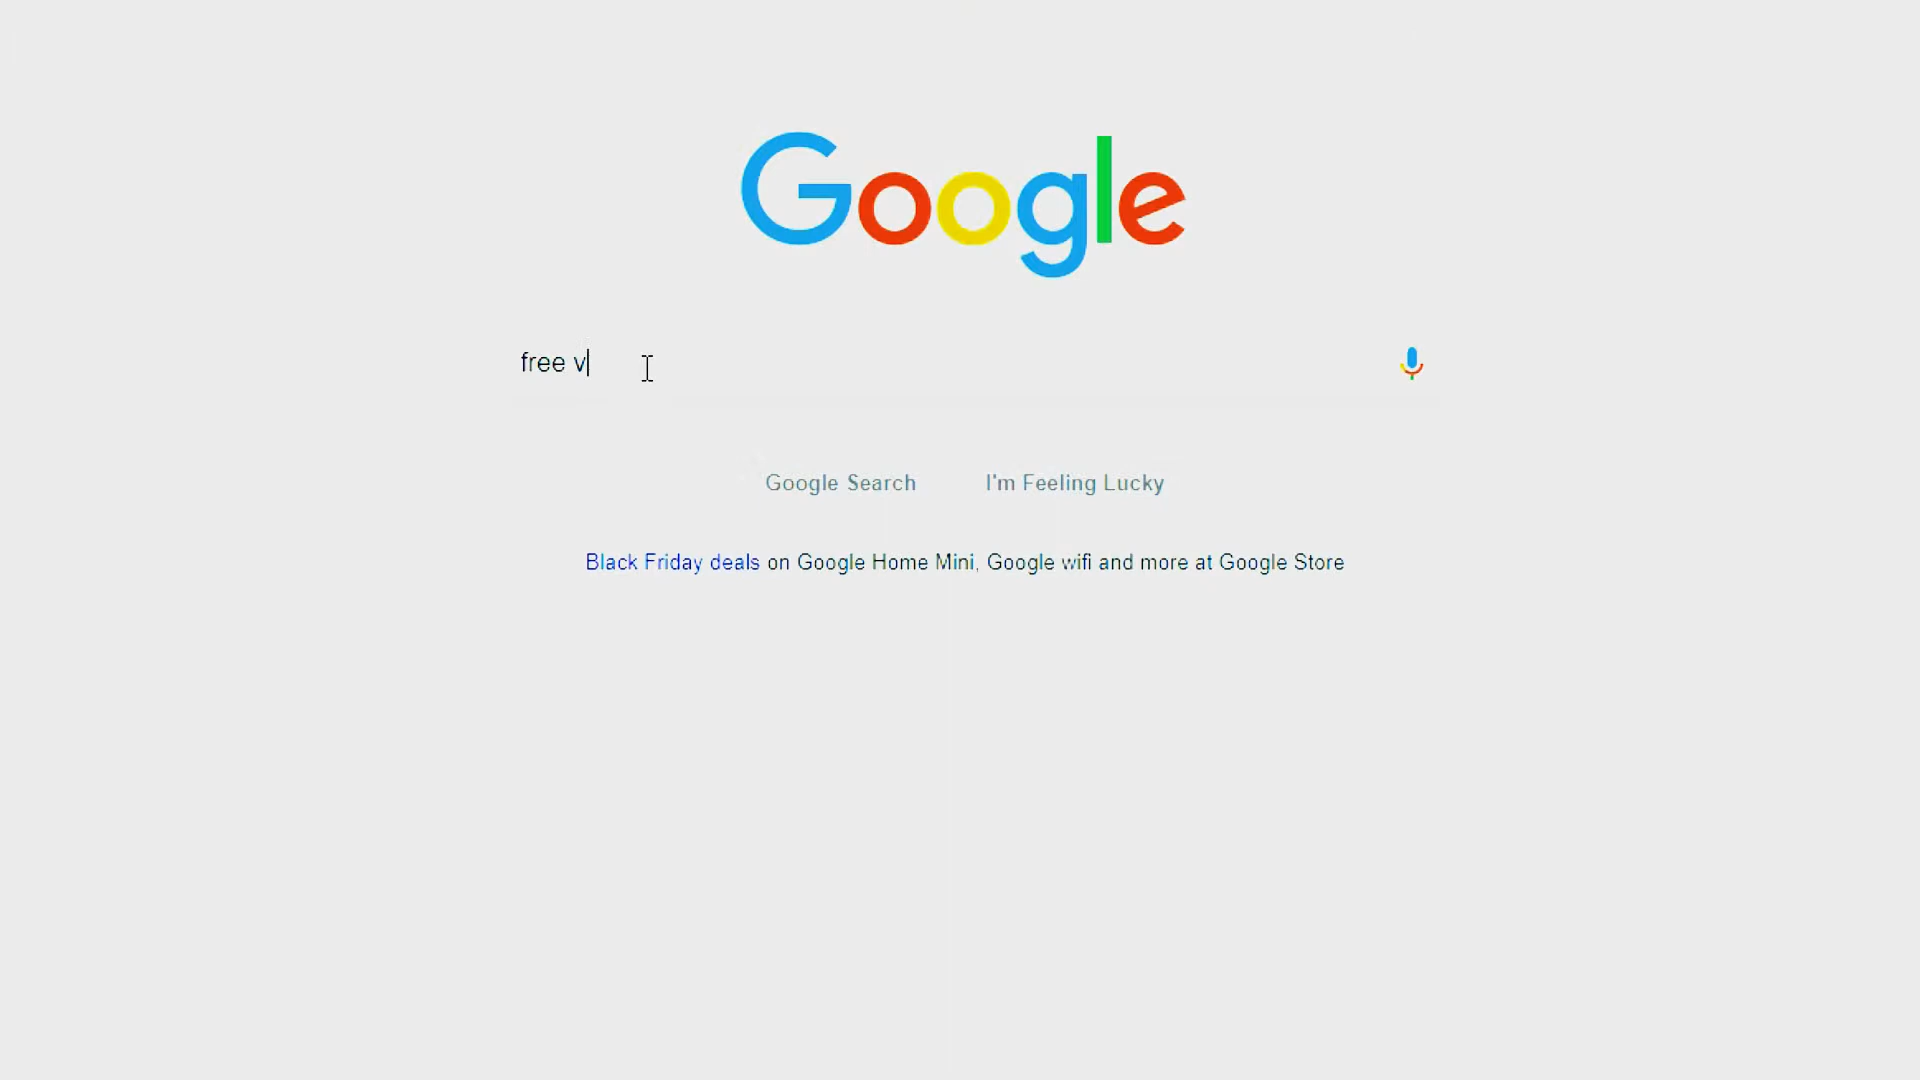 Google
free v
Google Search I'm Feeling Lucky
Black Friday deals on Google Home Mini, Google wifi and more at Google Store